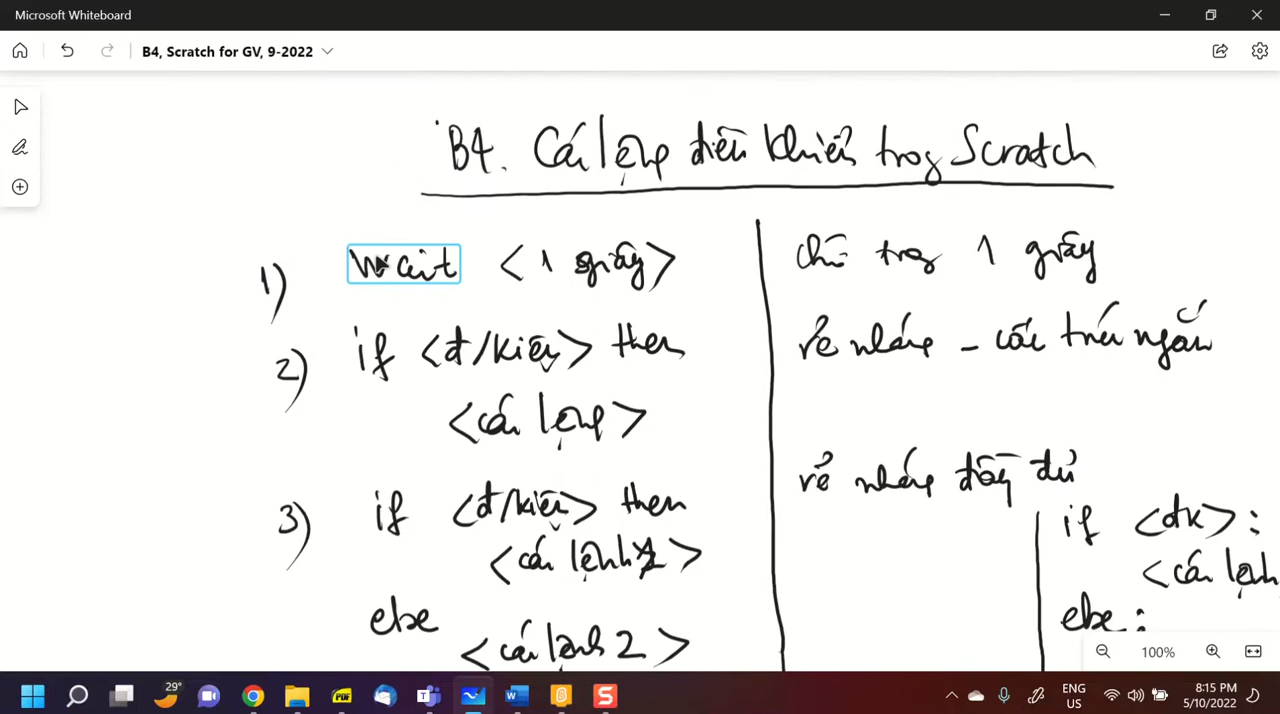 Microsoft Whiteboard
B4, Scratch for GV, 9-2022
B4. Các lệnh điều khiển trong Scratch
1) Wait <1 giây>
chờ trong 1 giây
2) if <đ/kiện> then
rẽ nhánh - cấu trúc ngắn
<các lệnh>
rẽ nhánh đầy đủ
3) if <đ/kiện> then
if <đk>:
<các lệnh 1>
<các lệnh
else
else:
<các lệnh 2>
100%
29°
ENG
US
8:15 PM
5/10/2022